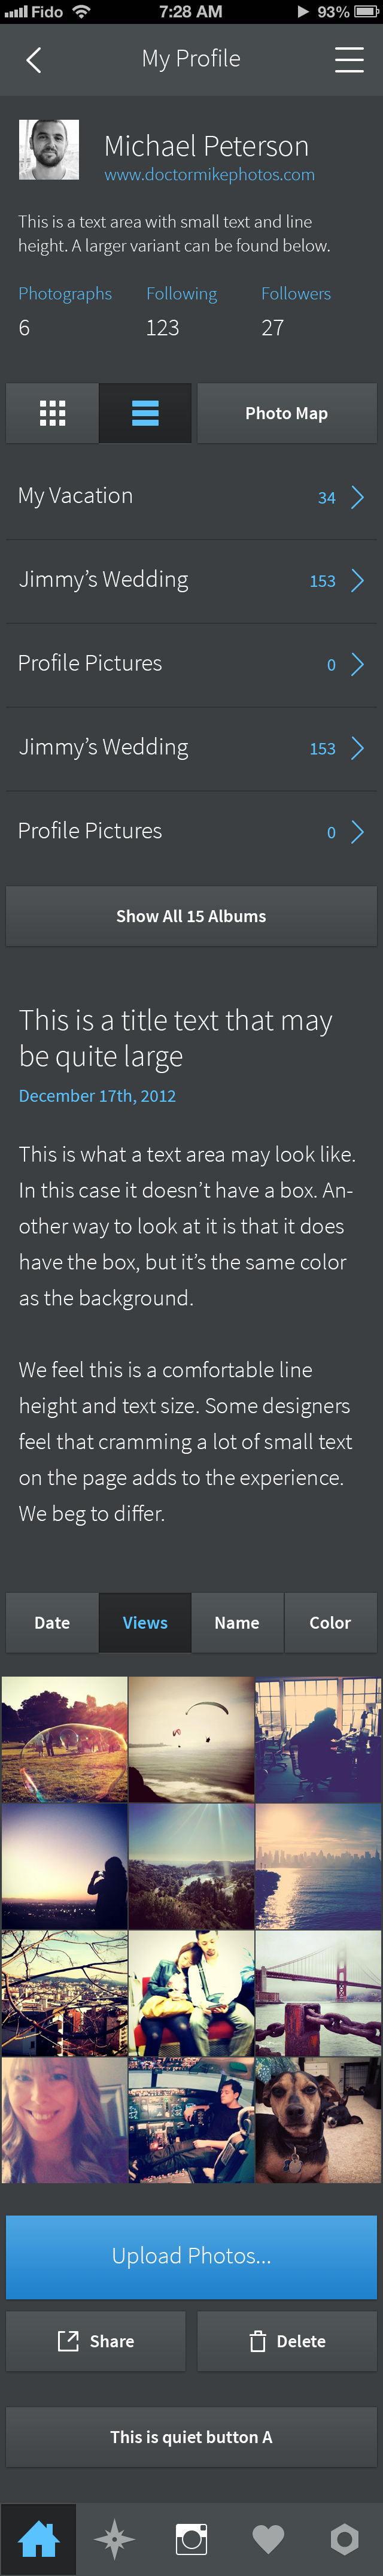 Fido 7:28 AM 93%
My Profile
Michael Peterson
www.doctormikephotos.com
This is a text area with small text and line
height. A larger variant can be found below.
Photographs Following Followers
6 123 27
Photo Map
My Vacation 34
Jimmy’s Wedding 153
Profile Pictures 0
Jimmy’s Wedding 153
Profile Pictures 0
Show All 15 Albums
This is a title text that may
be quite large
December 17th, 2012
This is what a text area may look like.
In this case it doesn’t have a box. An-
other way to look at it is that it does
have the box, but it’s the same color
as the background.
We feel this is a comfortable line
height and text size. Some designers
feel that cramming a lot of small text
on the page adds to the experience.
We beg to differ.
Date Views Name Color
Upload Photos...
Share Delete
This is quiet button A